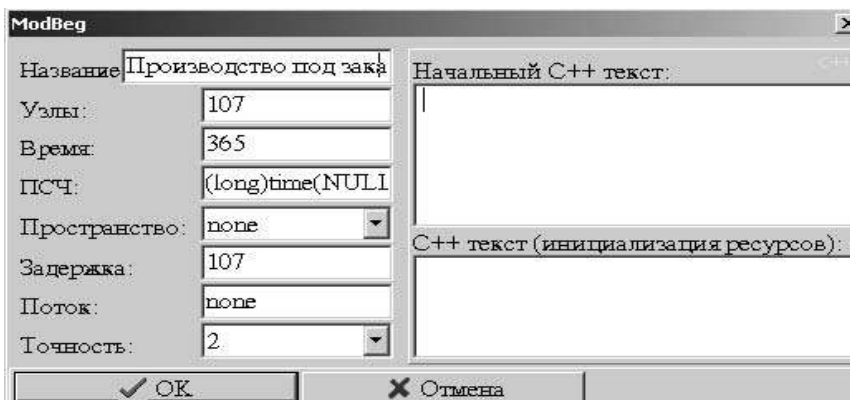 ModBeg
Название Производство под зака
Узлы: 107
Время: 365
ПСЧ: (long)time(NULL
Пространство: none
Задержка: 107
Поток: none
Точность: 2
Начальный C++ текст: C++
C++ текст (инициализация ресурсов):
OK Отмена